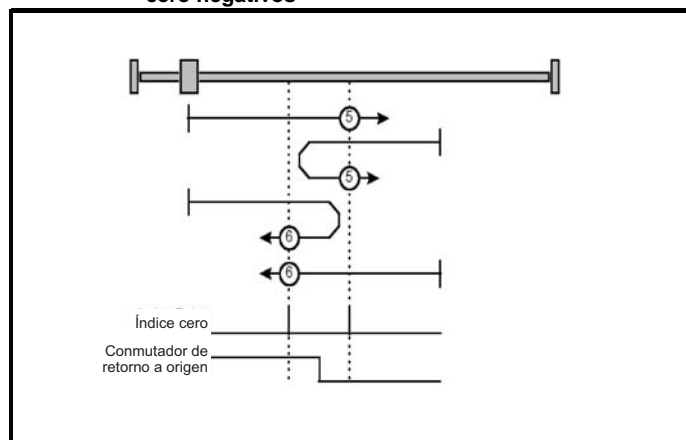 cero negativos
5
5
6
6
Índice cero
Conmutador de
retorno a origen